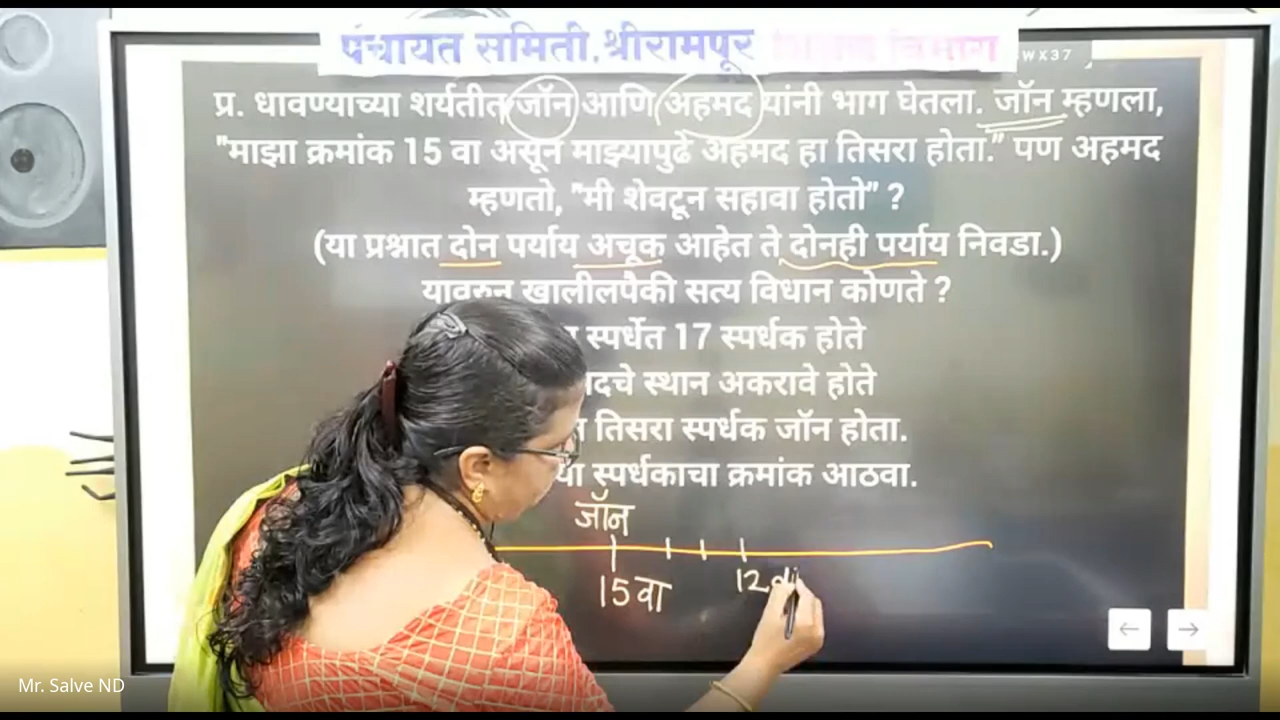 पंचायत समिती.श्रीरामपूर शिक्षण विभाग
WX37
प्र. धावण्याच्या शर्यतीत जॉन आणि अहमद यांनी भाग घेतला. जॉन म्हणला,
"माझा क्रमांक 15 वा असून माझ्यापुढे अहमद हा तिसरा होता." पण अहमद
म्हणतो, "मी शेवटून सहावा होतो" ?
(या प्रश्नात दोन पर्याय अचूक आहेत ते दोनही पर्याय निवडा.)
यावरुन खालीलपैकी सत्य विधान कोणते ?
स्पर्धेत 17 स्पर्धक होते
दचे स्थान अकरावे होते
तिसरा स्पर्धक जॉन होता.
या स्पर्धकाचा क्रमांक आठवा.
जॉन
15 वा 12 वा
Mr. Salve ND